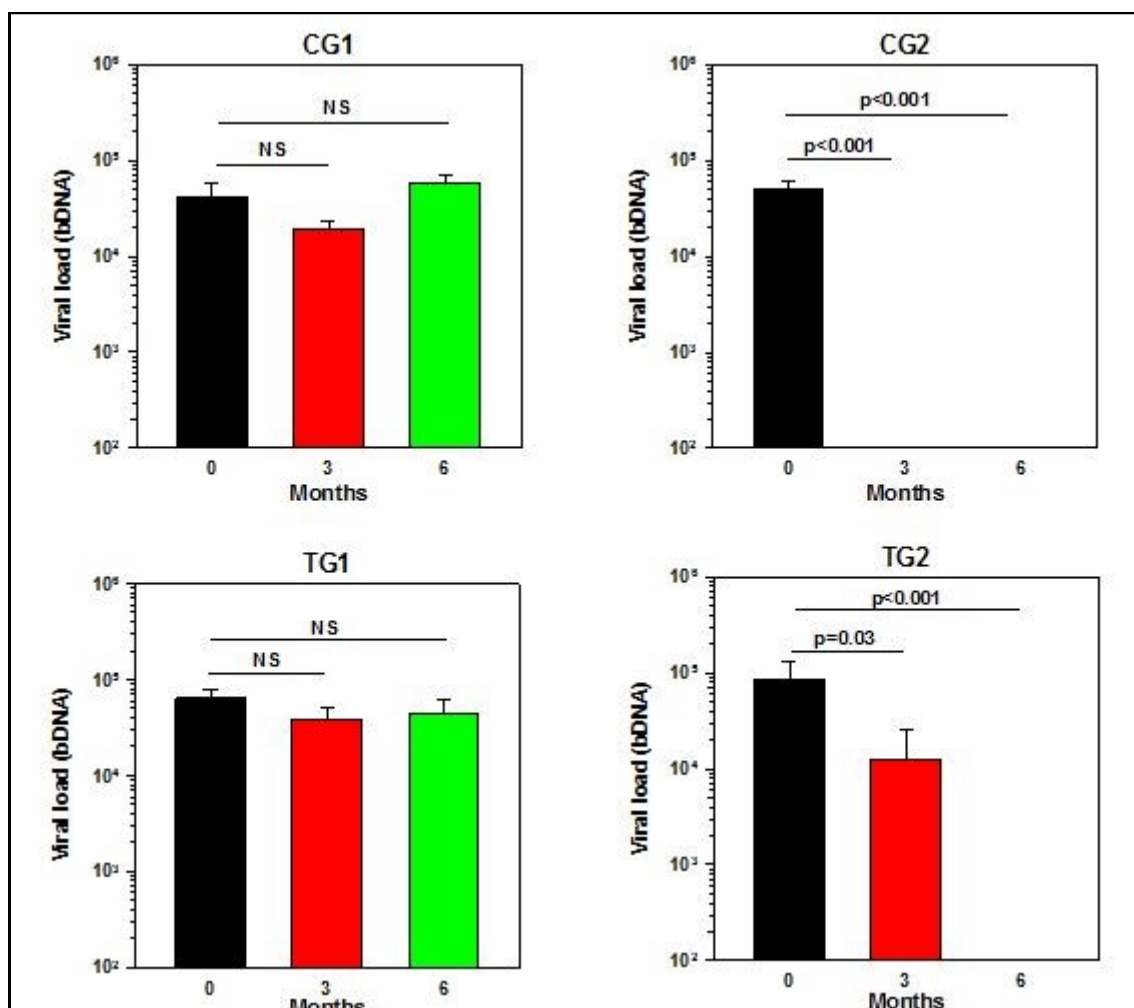 CG1
10⁶
10⁵
10⁴
10³
10²
Viral load (bDNA)
NS
NS
0 3 6
Months
CG2
10⁶
10⁵
10⁴
10³
10²
Viral load (bDNA)
p<0.001
p<0.001
0 3 6
Months
TG1
10⁶
10⁵
10⁴
10³
10²
Viral load (bDNA)
NS
NS
0 3 6
Months
TG2
10⁶
10⁵
10⁴
10³
10²
Viral load (bDNA)
p<0.001
p=0.03
0 3 6
Months